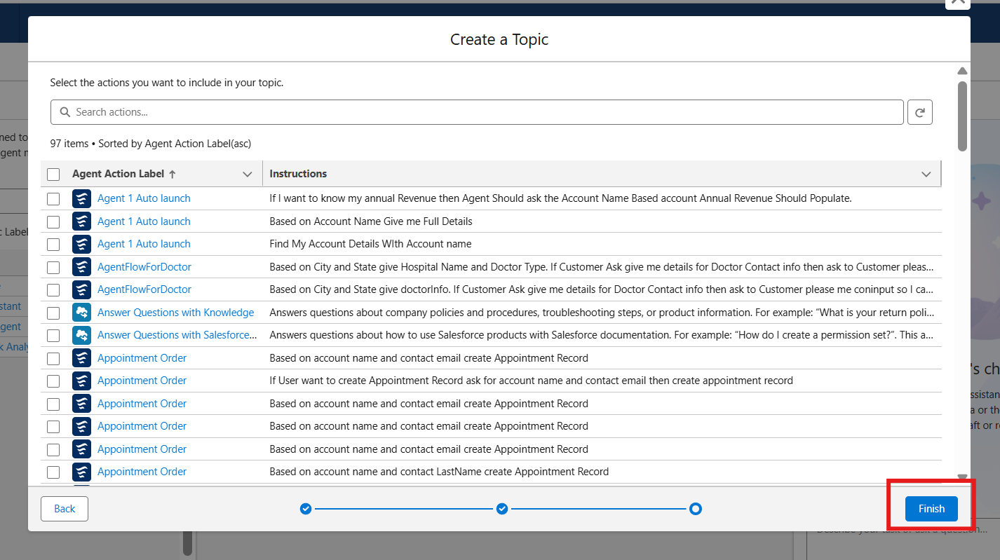 Create a Topic
Select the actions you want to include in your topic.
Search actions...
97 items • Sorted by Agent Action Label(asc)
Agent Action Label ↑ Instructions
Agent 1 Auto launch If I want to know my annual Revenue then Agent Should ask the Account Name Based account Annual Revenue Should Populate.
Agent 1 Auto launch Based on Account Name Give me Full Details
Agent 1 Auto launch Find My Account Details WIth Account name
AgentFlowForDoctor Based on City and State give Hospital Name and Doctor Type. If Customer Ask give me details for Doctor Contact info then ask to Customer pleas...
AgentFlowForDoctor Based on City and State give doctorInfo. If Customer Ask give me details for Doctor Contact info then ask to Customer please me coninput so I ca...
Answer Questions with Knowledge Answers questions about company policies and procedures, troubleshooting steps, or product information. For example: “What is your return poli...
Answer Questions with Salesforce... Answers questions about how to use Salesforce products with Salesforce documentation. For example: “How do I create a permission set?”. This a...
Appointment Order Based on account name and contact email create Appointment Record
Appointment Order If User want to create Appointment Record ask for account name and contact email then create appointment record
Appointment Order Based on account name and contact email create Appointment Record
Appointment Order Based on account name and contact email create Appointment Record
Appointment Order Based on account name and contact email create Appointment Record
Appointment Order Based on account name and contact LastName create Appointment Record
Back Finish
ned to
gent
c Label
stant
gent
k Analy
's ch
ssistan
a or th
aft or r
Describe your task or ask a question...